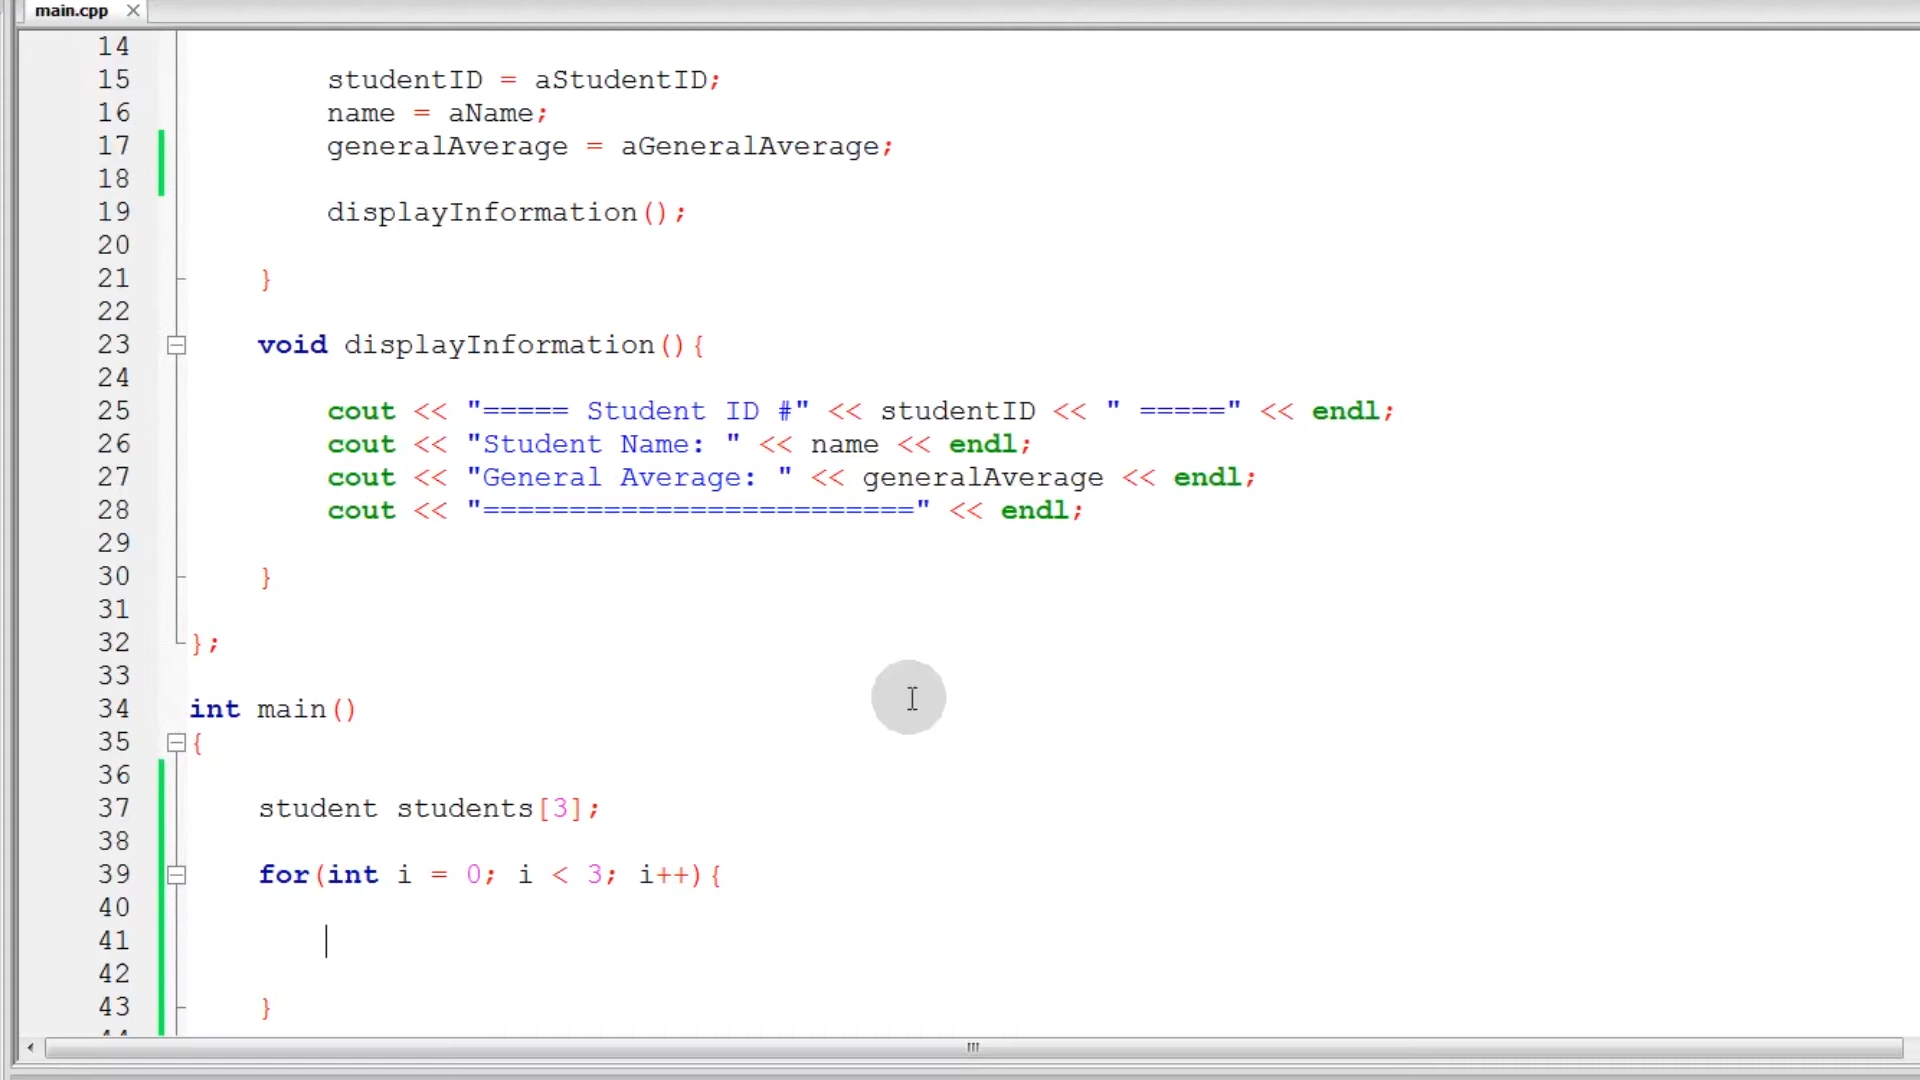 main.cpp
14
15 studentID = aStudentID;
16 name = aName;
17 generalAverage = aGeneralAverage;
18
19 displayInformation();
20
21 }
22
23 void displayInformation(){
24
25 cout << "===== Student ID #" << studentID << " =====" << endl;
26 cout << "Student Name: " << name << endl;
27 cout << "General Average: " << generalAverage << endl;
28 cout << "=========================" << endl;
29
30 }
31
32 };
33
34 int main()
35 {
36
37 student students[3];
38
39 for(int i = 0; i < 3; i++){
40
41
42
43 }